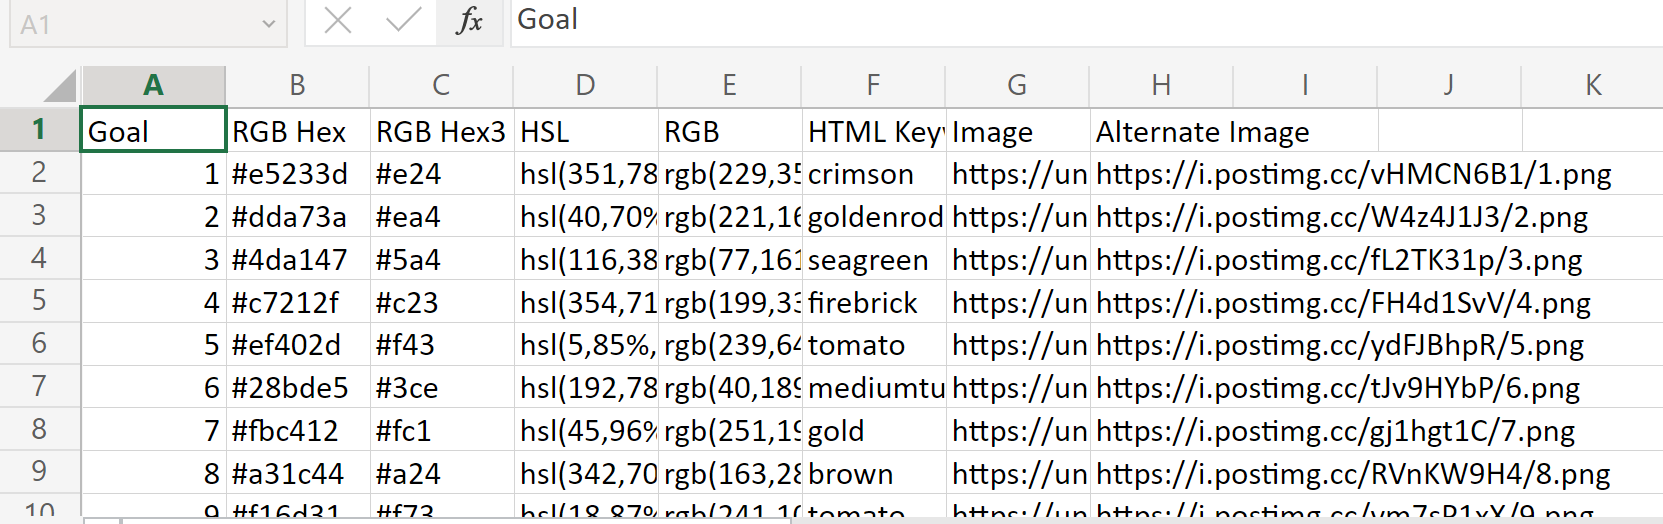 A1 fx Goal
A B C D E F G H I J K
1 Goal RGB Hex RGB Hex3 HSL RGB HTML Key Image Alternate Image
2 1 #e5233d #e24 hsl(351,78 rgb(229,35 crimson https://un https://i.postimg.cc/vHMCN6B1/1.png
3 2 #dda73a #ea4 hsl(40,70% rgb(221,16 goldenrod https://un https://i.postimg.cc/W4z4J1J3/2.png
4 3 #4da147 #5a4 hsl(116,38 rgb(77,161 seagreen https://un https://i.postimg.cc/fL2TK31p/3.png
5 4 #c7212f #c23 hsl(354,71 rgb(199,33 firebrick https://un https://i.postimg.cc/FH4d1SvV/4.png
6 5 #ef402d #f43 hsl(5,85%, rgb(239,64 tomato https://un https://i.postimg.cc/ydFJBhpR/5.png
7 6 #28bde5 #3ce hsl(192,78 rgb(40,189 mediumtu https://un https://i.postimg.cc/tJv9HYbP/6.png
8 7 #fbc412 #fc1 hsl(45,96% rgb(251,19 gold https://un https://i.postimg.cc/gj1hgt1C/7.png
9 8 #a31c44 #a24 hsl(342,70 rgb(163,28 brown https://un https://i.postimg.cc/RVnKW9H4/8.png
10 9 #f16d31 #f73 hsl(18,87% rgb(241,10 tomato https://un